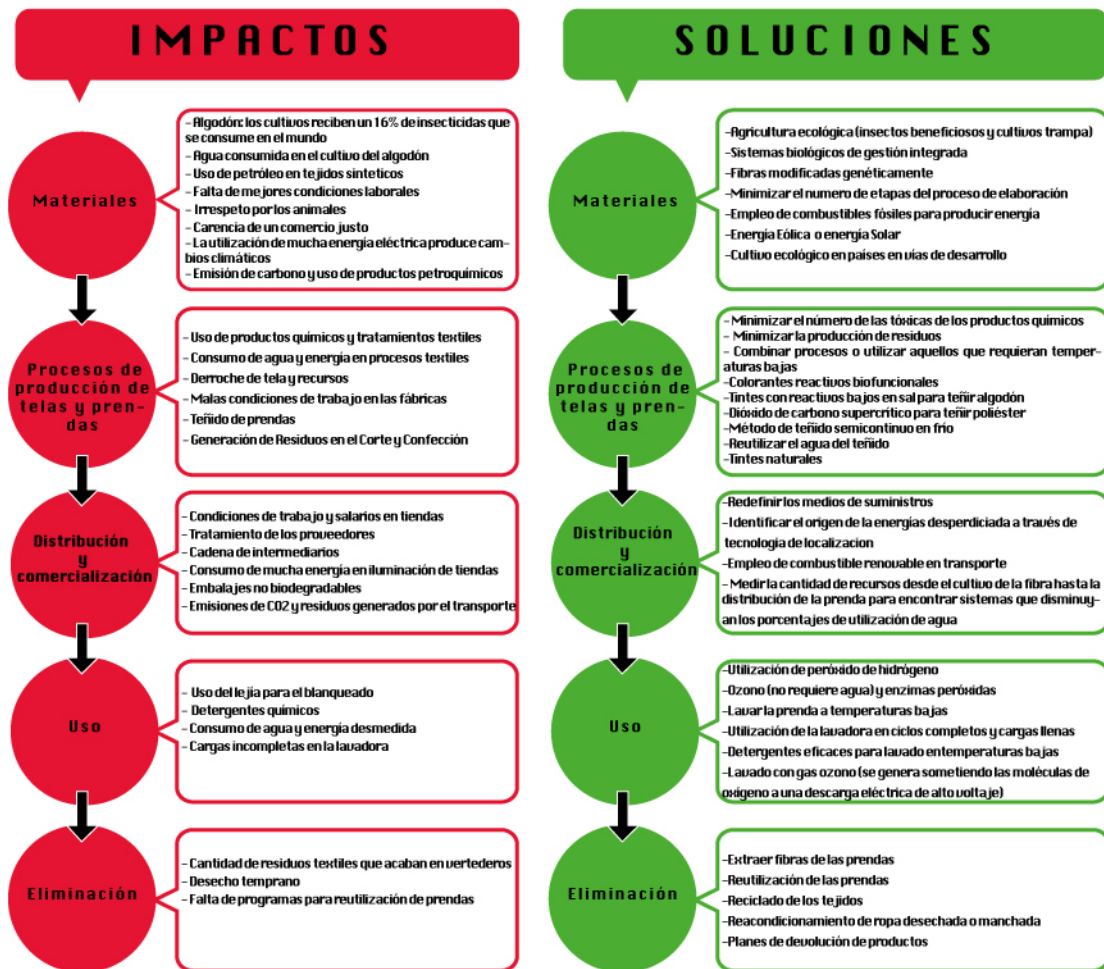 IMPACTOS
Materiales
- Algodón: los cultivos reciben un 16% de insecticidas que
se consume en el mundo
- Agua consumida en el cultivo del algodón
- Uso de petróleo en tejidos sinteticos
- Falta de mejores condiciones laborales
- Irrespeto por los animales
- Carencia de un comercio justo
- La utilización de mucha energía eléctrica produce cam-
bios climáticos
- Emisión de carbono y uso de productos petroquímicos
Procesos de
producción de
telas y pren-
das
- Uso de productos químicos y tratamientos textiles
- Consumo de agua y energía en procesos textiles
- Derroche de tela y recursos
- Malas condiciones de trabajo en las fábricas
- Teñido de prendas
- Generación de Residuos en el Corte y Confección
Distribución
y
comercialización
- Condiciones de trabajo y salarios en tiendas
- Tratamiento de los proveedores
- Cadena de intermediarios
- Consumo de mucha energía en iluminación de tiendas
- Embalajes no biodegradables
- Emisiones de CO2 y residuos generados por el transporte
Uso
- Uso del lejía para el blanqueado
- Detergentes químicos
- Consumo de agua y energía desmedida
- Cargas incompletas en la lavadora
Eliminación
- Cantidad de residuos textiles que acaban en vertederos
- Desecho temprano
- Falta de programas para reutilización de prendas
SOLUCIONES
Materiales
-Agricultura ecológica (insectos beneficiosos y cultivos trampa)
-Sistemas biológicos de gestión integrada
-Fibras modificadas genéticamente
-Minimizar el numero de etapas del proceso de elaboración
-Empleo de combustibles fósiles para producir energía
-Energía Eólica o energía Solar
-Cultivo ecológico en países en vías de desarrollo
Procesos de
producción de
telas y pren-
das
- Minimizar el número de las tóxicas de los productos químicos
- Minimizar la producción de residuos
- Combinar procesos o utilizar aquellos que requieran temper-
aturas bajas
-Colorantes reactivos biofuncionales
-Tintes con reactivos bajos en sal para teñir algodón
-Dióxido de carbono supercrítico para teñir poliéster
-Método de teñido semicontinuo en frío
-Reutilizar el agua del teñido
-Tintes naturales
Distribución
y
comercialización
-Redefinir los medios de suministros
-Identificar el origen de la energías desperdiciada a través de
tecnología de localizacion
-Empleo de combustible renovable en transporte
- Medir la cantidad de recursos desde el cultivo de la fibra hasta la
distribución de la prenda para encontrar sistemas que disminuy-
an los porcentajes de utilización de agua
Uso
-Utilización de peróxido de hidrógeno
-Ozono (no requiere agua) y enzimas peróxidas
-Lavar la prenda a temperaturas bajas
-Utilización de la lavadora en ciclos completos y cargas llenas
-Detergentes eficaces para lavado entemperaturas bajas
-Lavado con gas ozono (se genera sometiendo las moléculas de
oxígeno a una descarga eléctrica de alto voltaje)
Eliminación
-Extraer fibras de las prendas
-Reutilización de las prendas
-Reciclado de los tejidos
-Reacondicionamiento de ropa desechada o manchada
-Planes de devolución de productos